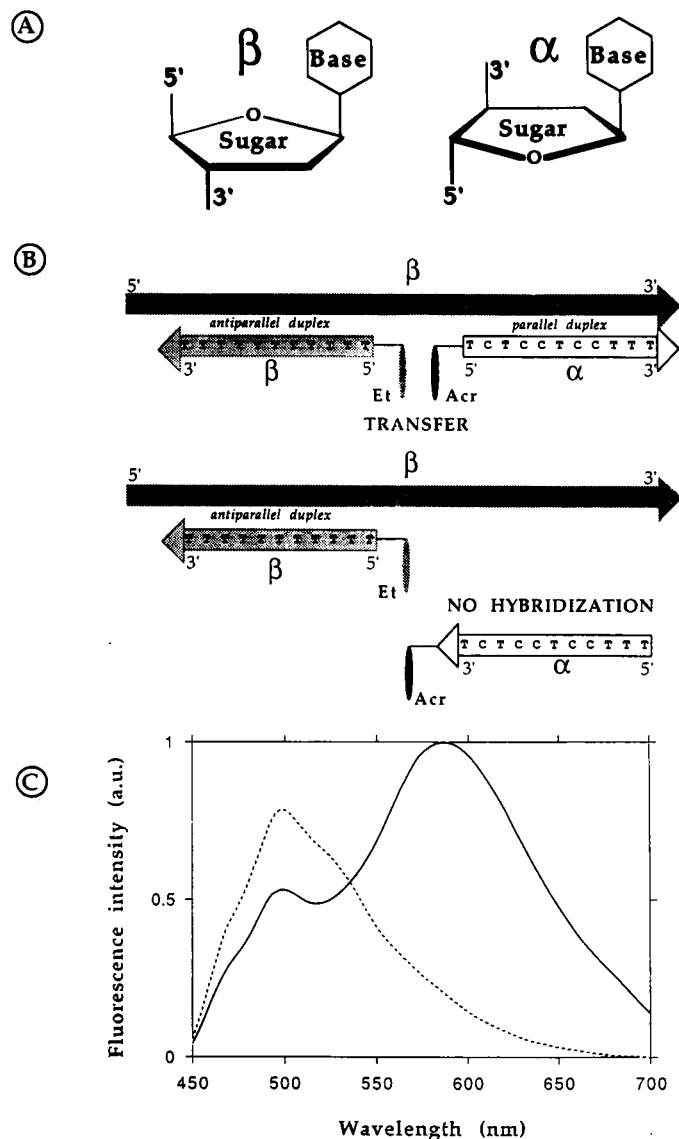 A
β
Base
5'
O
Sugar
3'
α
Base
3'
Sugar
O
5'
B
β
5'
3'
antiparallel duplex
parallel duplex
T T T T T T T T T T T
T C T C C T C C T T T
3'
5'
5'
3'
β
α
Et
Acr
TRANSFER
β
5'
3'
antiparallel duplex
T T T T T T T T T T T
3'
5'
β
Et
NO HYBRIDIZATION
T C T C C T C C T T T
3'
5'
α
Acr
C
Fluorescence intensity (a.u.)
1
0.5
0
450
500
550
600
650
700
Wavelength (nm)